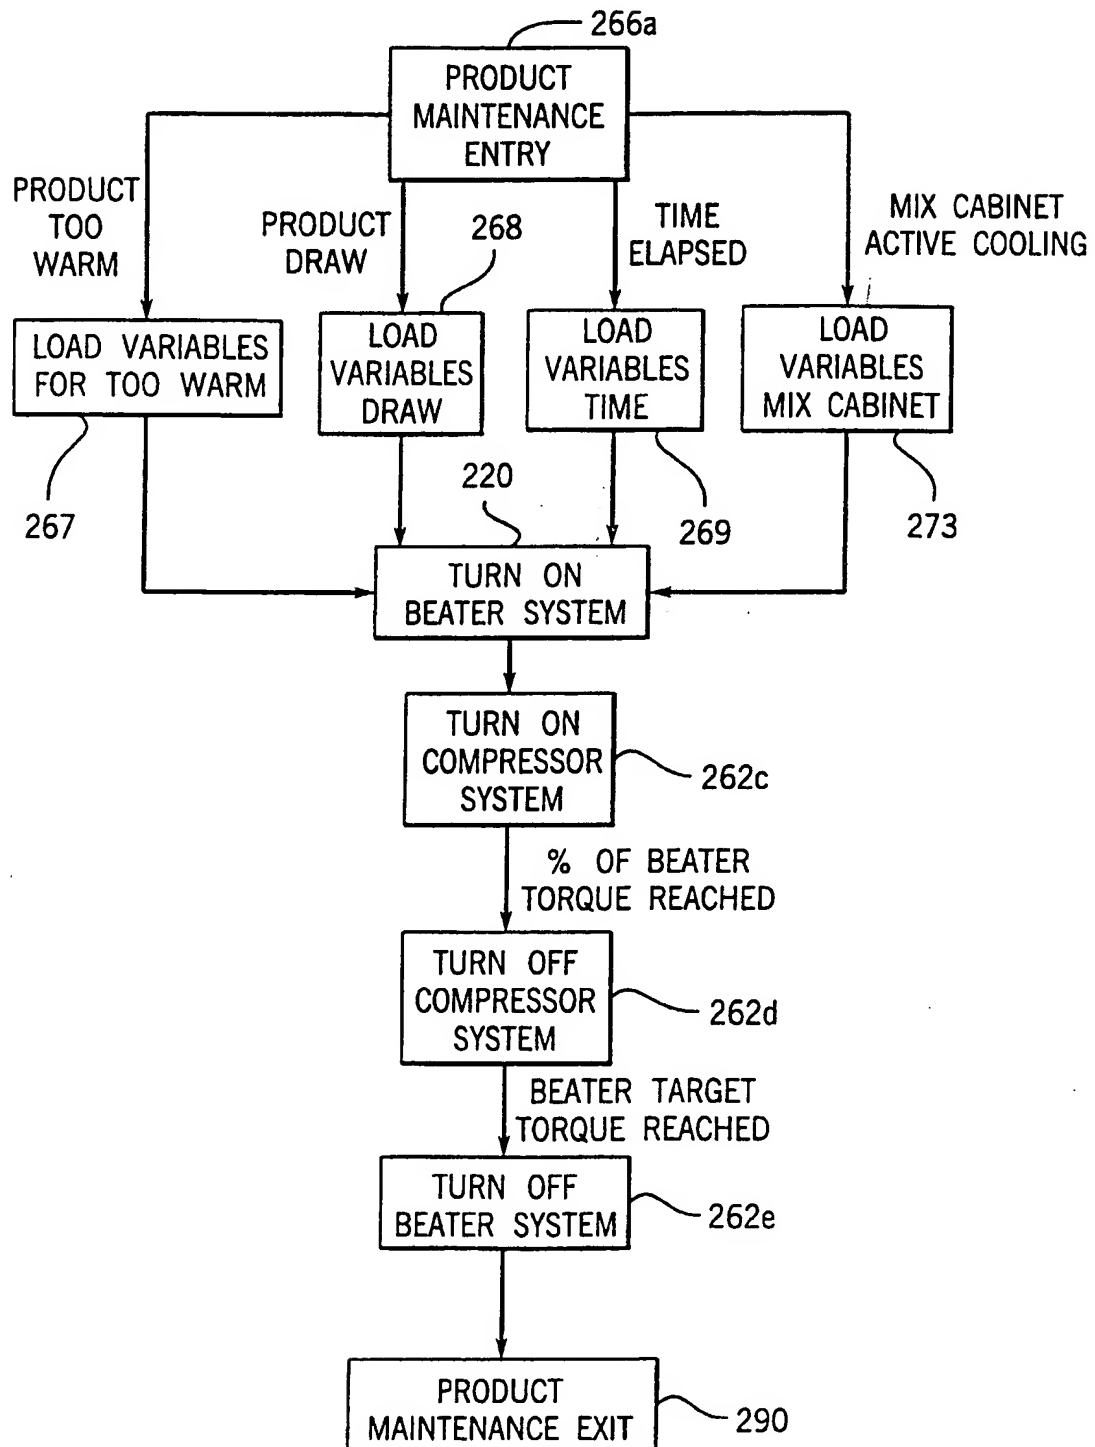 266a
PRODUCT
MAINTENANCE
ENTRY
PRODUCT
TOO
WARM
PRODUCT
DRAW
268
TIME
ELAPSED
MIX CABINET
ACTIVE COOLING
LOAD VARIABLES
FOR TOO WARM
LOAD
VARIABLES
DRAW
LOAD
VARIABLES
TIME
LOAD
VARIABLES
MIX CABINET
267
220
269
273
TURN ON
BEATER SYSTEM
TURN ON
COMPRESSOR
SYSTEM
262c
% OF BEATER
TORQUE REACHED
TURN OFF
COMPRESSOR
SYSTEM
262d
BEATER TARGET
TORQUE REACHED
TURN OFF
BEATER SYSTEM
262e
PRODUCT
MAINTENANCE EXIT
290